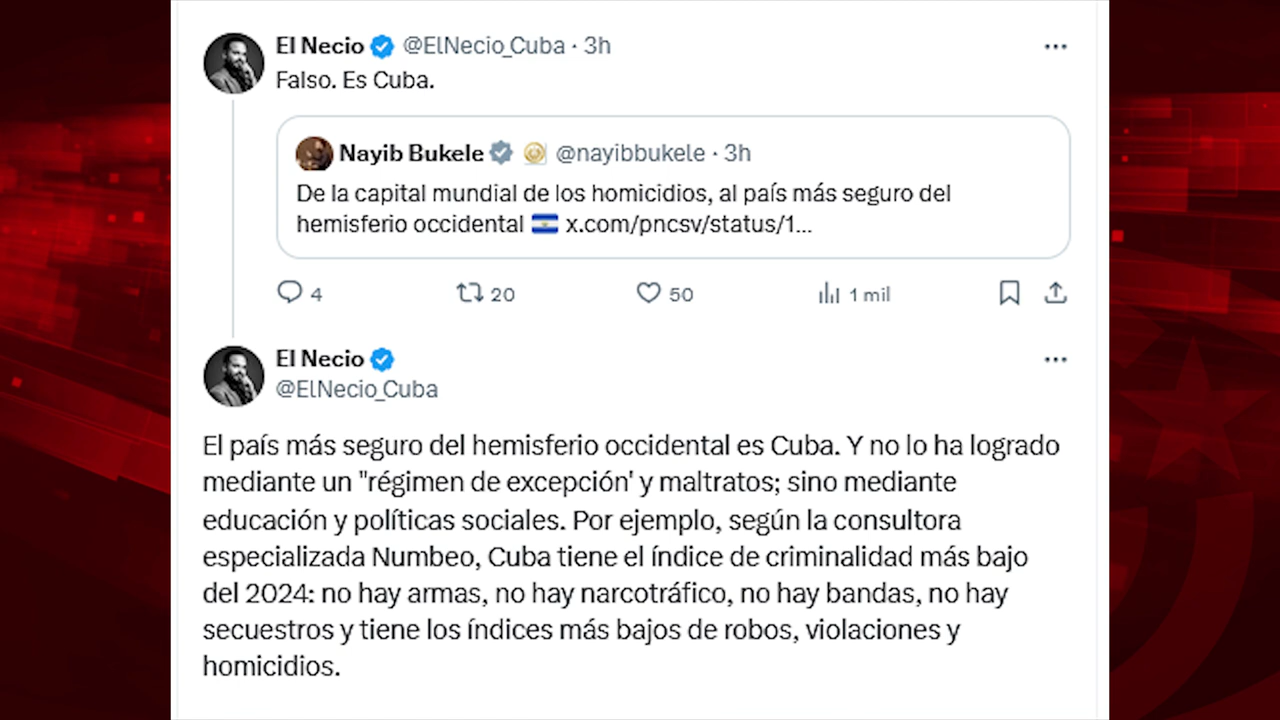 El Necio @ElNecio_Cuba · 3h
Falso. Es Cuba.
Nayib Bukele @nayibbukele · 3h
De la capital mundial de los homicidios, al país más seguro del
hemisferio occidental 🇸🇻 x.com/pncsv/status/1...
4 20 50 1 mil
El Necio
@ElNecio_Cuba
El país más seguro del hemisferio occidental es Cuba. Y no lo ha logrado
mediante un "régimen de excepción' y maltratos; sino mediante
educación y políticas sociales. Por ejemplo, según la consultora
especializada Numbeo, Cuba tiene el índice de criminalidad más bajo
del 2024: no hay armas, no hay narcotráfico, no hay bandas, no hay
secuestros y tiene los índices más bajos de robos, violaciones y
homicidios.